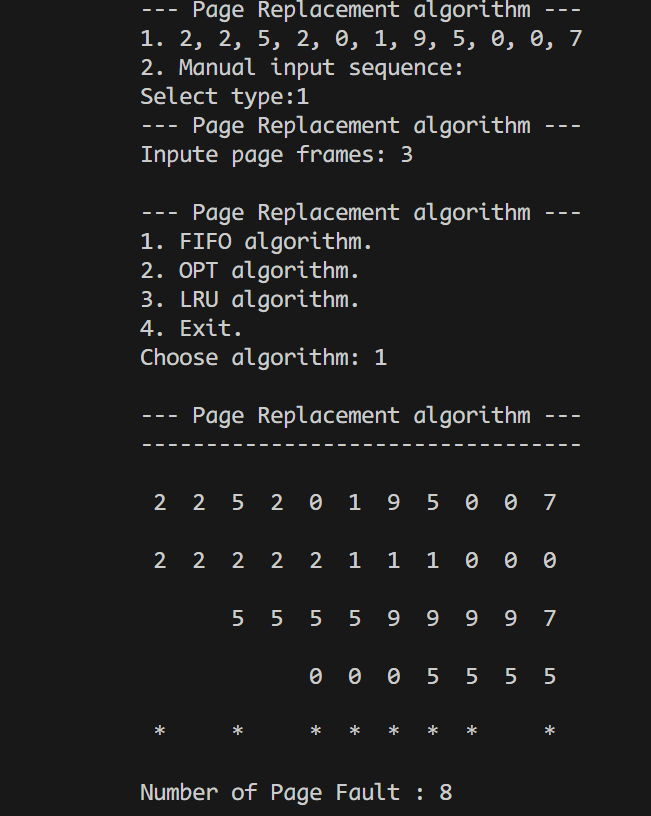 --- Page Replacement algorithm ---
1. 2, 2, 5, 2, 0, 1, 9, 5, 0, 0, 7
2. Manual input sequence:
Select type:1
--- Page Replacement algorithm ---
Inpute page frames: 3
--- Page Replacement algorithm ---
1. FIFO algorithm.
2. OPT algorithm.
3. LRU algorithm.
4. Exit.
Choose algorithm: 1
--- Page Replacement algorithm ---
----------------------------------
2 2 5 2 0 1 9 5 0 0 7
2 2 2 2 2 1 1 1 0 0 0
5 5 5 5 9 9 9 9 7
0 0 0 5 5 5 5
* * * * * * * *
Number of Page Fault : 8